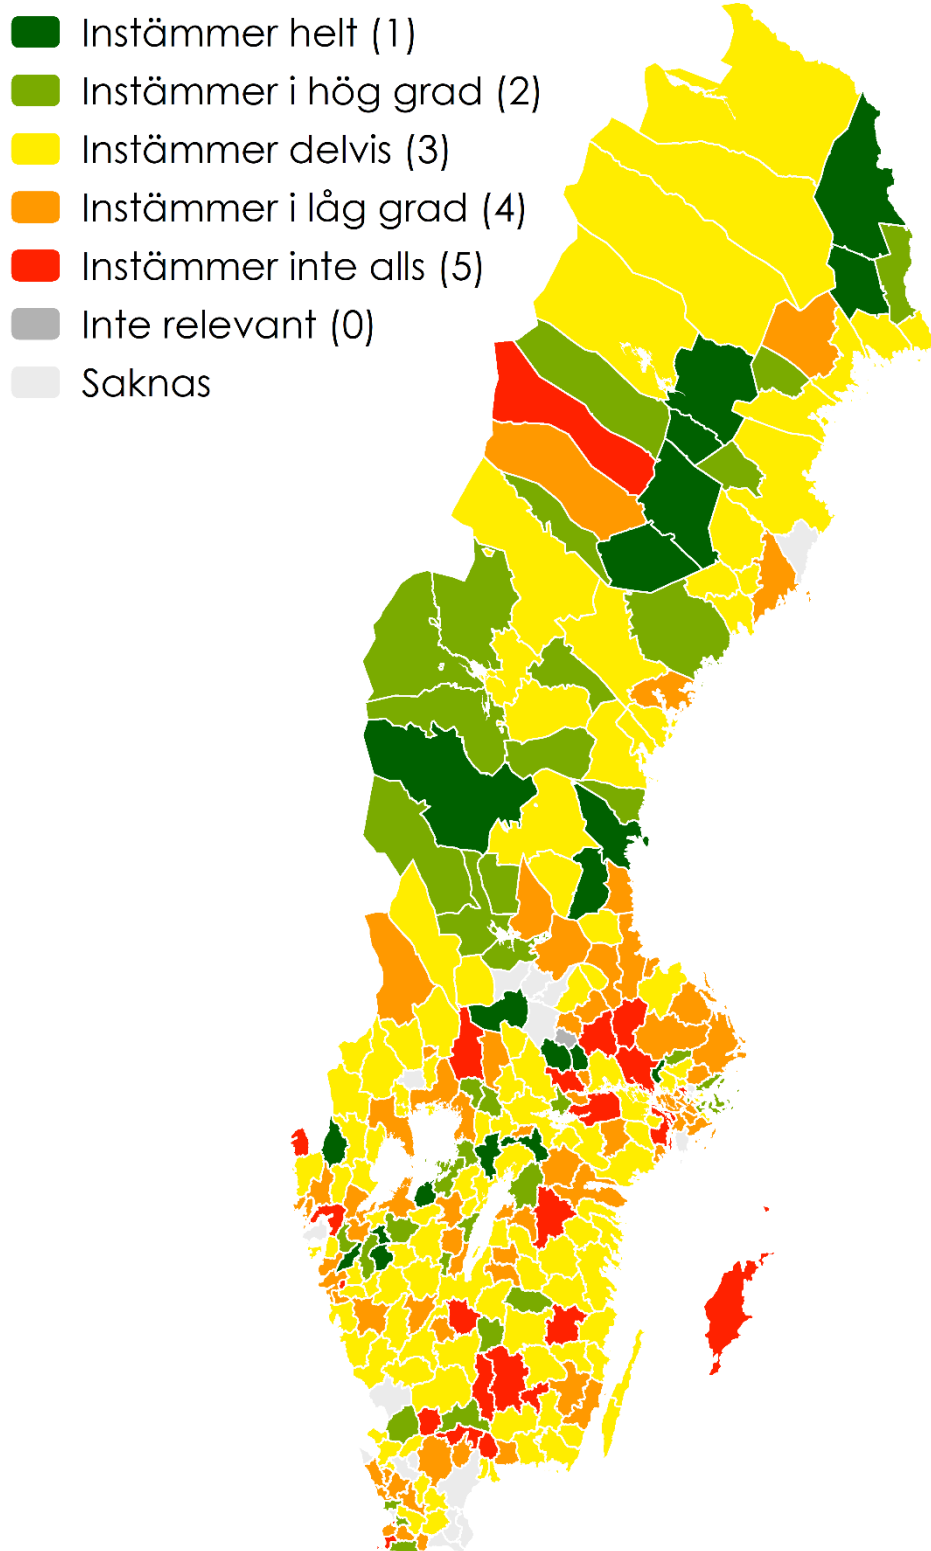 Instämmer helt (1)
Instämmer i hög grad (2)
Instämmer delvis (3)
Instämmer i låg grad (4)
Instämmer inte alls (5)
Inte relevant (0)
Saknas